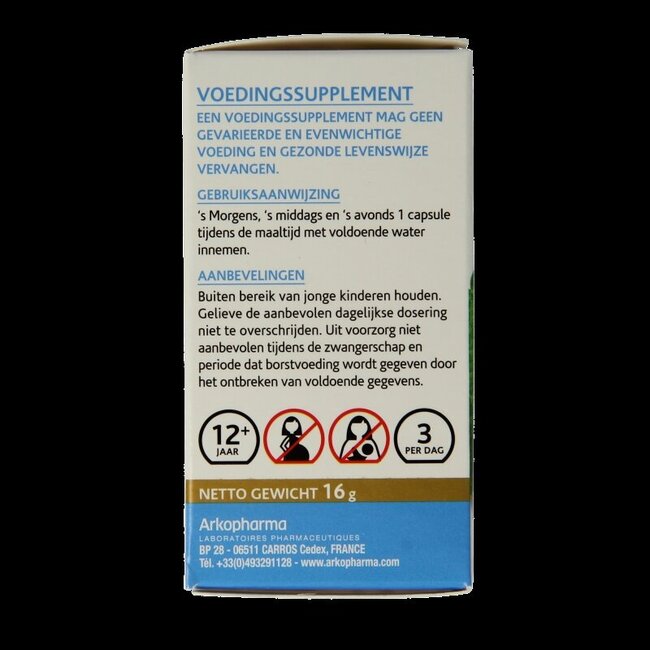 VOEDINGSSUPPLEMENT
EEN VOEDINGSSUPPLEMENT MAG GEEN
GEVARIEERDE EN EVENWICHTIGE
VOEDING EN GEZONDE LEVENSWIJZE
VERVANGEN.
GEBRUIKSAANWIJZING
‘s Morgens, ‘s middags en ‘s avonds 1 capsule
tijdens de maaltijd met voldoende water
innemen.
AANBEVELINGEN
Buiten bereik van jonge kinderen houden.
Gelieve de aanbevolen dagelijkse dosering
niet te overschrijden. Uit voorzorg niet
aanbevolen tijdens de zwangerschap en
periode dat borstvoeding wordt gegeven door
het ontbreken van voldoende gegevens.
12+
JAAR
3
PER DAG
NETTO GEWICHT 16 g
Arkopharma
LABORATOIRES PHARMACEUTIQUES
BP 28 - 06511 CARROS Cedex, FRANCE
Tél. +33(0)493291128 - www.arkopharma.com